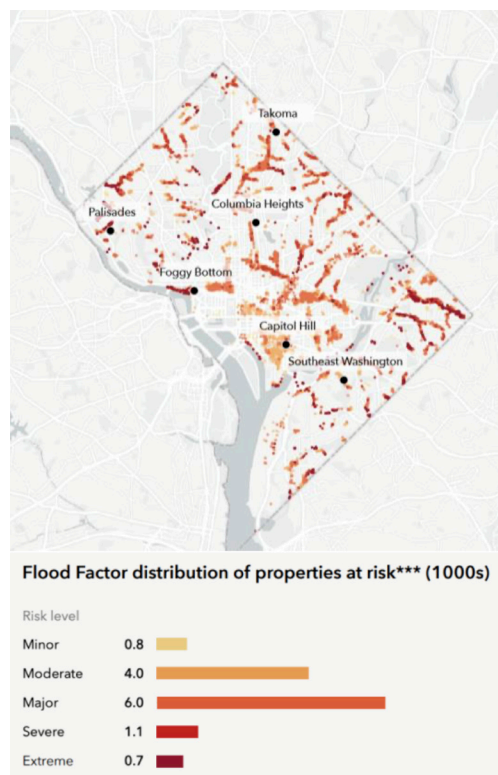 Takoma
Columbia Heights
Palisades
Foggy Bottom
Capitol Hill
Southeast Washington
Flood Factor distribution of properties at risk*** (1000s)
Risk level
Minor 0.8
Moderate 4.0
Major 6.0
Severe 1.1
Extreme 0.7